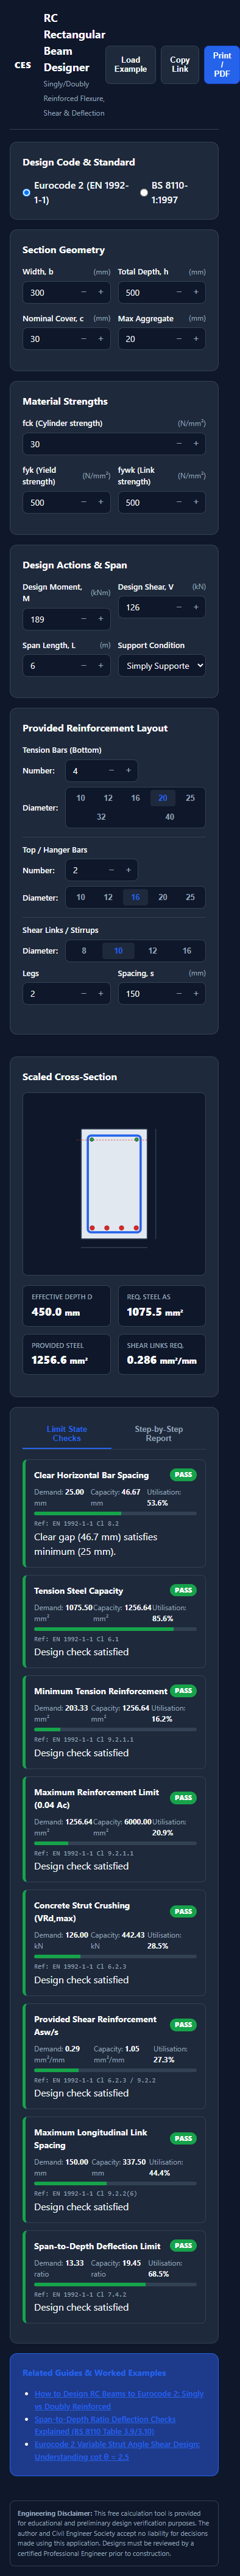 CES
RC
Rectangular
Beam
Designer
Singly/Doubly
Reinforced Flexure,
Shear & Deflection
Load
Example
Copy
Link
Print
/
PDF
Design Code & Standard
Eurocode 2 (EN 1992-
1-1)
BS 8110-
1:1997
Section Geometry
Width, b (mm)
Total Depth, h (mm)
300 − +
500 − +
Nominal Cover, c (mm)
Max Aggregate (mm)
30 − +
20 − +
Material Strengths
fck (Cylinder strength) (N/mm²)
30 − +
fyk (Yield
strength) (N/mm²)
fywk (Link
strength) (N/mm²)
500 − +
500 − +
Design Actions & Span
Design Moment,
M (kNm)
Design Shear, V (kN)
189 − +
126 − +
Span Length, L (m)
Support Condition
6 − +
Simply Supporte
Provided Reinforcement Layout
Tension Bars (Bottom)
Number: 4 − +
Diameter: 10 12 16 20 25
32 40
Top / Hanger Bars
Number: 2 − +
Diameter: 10 12 16 20 25
Shear Links / Stirrups
Diameter: 8 10 12 16
Legs
Spacing, s (mm)
2 − +
150 − +
Scaled Cross-Section
EFFECTIVE DEPTH D
450.0 mm
REQ. STEEL AS
1075.5 mm²
PROVIDED STEEL
1256.6 mm²
SHEAR LINKS REQ.
0.286 mm²/mm
Limit State
Checks
Step-by-Step
Report
Clear Horizontal Bar Spacing PASS
Demand: 25.00
mm
Capacity: 46.67
mm
Utilisation:
53.6%
Ref: EN 1992-1-1 Cl 8.2
Clear gap (46.7 mm) satisfies
minimum (25 mm).
Tension Steel Capacity PASS
Demand: 1075.50
mm²
Capacity: 1256.64
mm²
Utilisation:
85.6%
Ref: EN 1992-1-1 Cl 6.1
Design check satisfied
Minimum Tension Reinforcement PASS
Demand: 203.33
mm²
Capacity: 1256.64
mm²
Utilisation:
16.2%
Ref: EN 1992-1-1 Cl 9.2.1.1
Design check satisfied
Maximum Reinforcement Limit
(0.04 Ac) PASS
Demand: 1256.64
mm²
Capacity: 6000.00
mm²
Utilisation:
20.9%
Ref: EN 1992-1-1 Cl 9.2.1.1
Design check satisfied
Concrete Strut Crushing
(VRd,max) PASS
Demand: 126.00
kN
Capacity: 442.43
kN
Utilisation:
28.5%
Ref: EN 1992-1-1 Cl 6.2.3
Design check satisfied
Provided Shear Reinforcement
Asw/s PASS
Demand: 0.29
mm²/mm
Capacity: 1.05
mm²/mm
Utilisation:
27.3%
Ref: EN 1992-1-1 Cl 6.2.3 / 9.2.2
Design check satisfied
Maximum Longitudinal Link
Spacing PASS
Demand: 150.00
mm
Capacity: 337.50
mm
Utilisation:
44.4%
Ref: EN 1992-1-1 Cl 9.2.2(6)
Design check satisfied
Span-to-Depth Deflection Limit PASS
Demand: 13.33
ratio
Capacity: 19.45
ratio
Utilisation:
68.5%
Ref: EN 1992-1-1 Cl 7.4.2
Design check satisfied
Related Guides & Worked Examples
How to Design RC Beams to Eurocode 2: Singly
vs Doubly Reinforced
Span-to-Depth Ratio Deflection Checks
Explained (BS 8110 Table 3.9/3.10)
Eurocode 2 Variable Strut Angle Shear Design:
Understanding cot θ = 2.5
Engineering Disclaimer: This free calculation tool is provided
for educational and preliminary design verification purposes. The
author and Civil Engineer Society accept no liability for decisions
made using this application. Designs must be reviewed by a
certified Professional Engineer prior to construction.